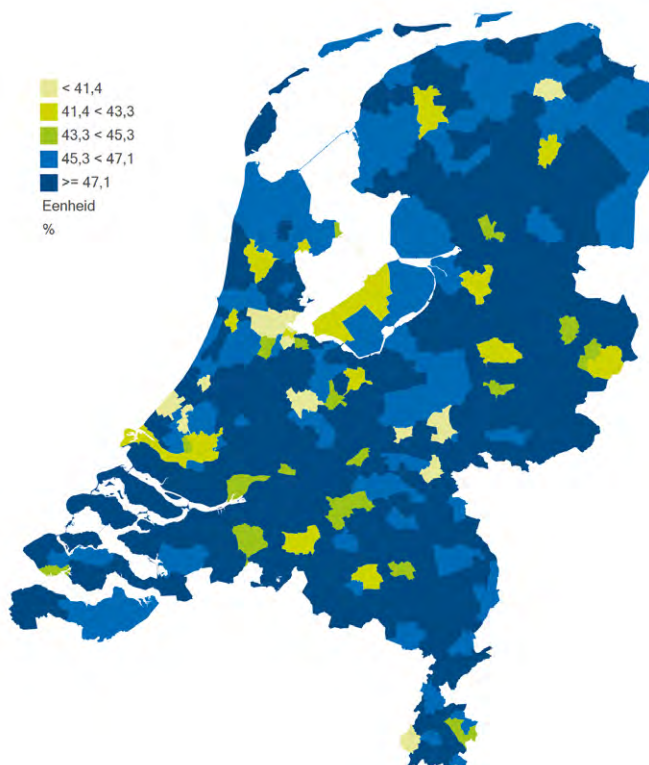 < 41,4
41,4 < 43,3
43,3 < 45,3
45,3 < 47,1
>= 47,1
Eenheid
%